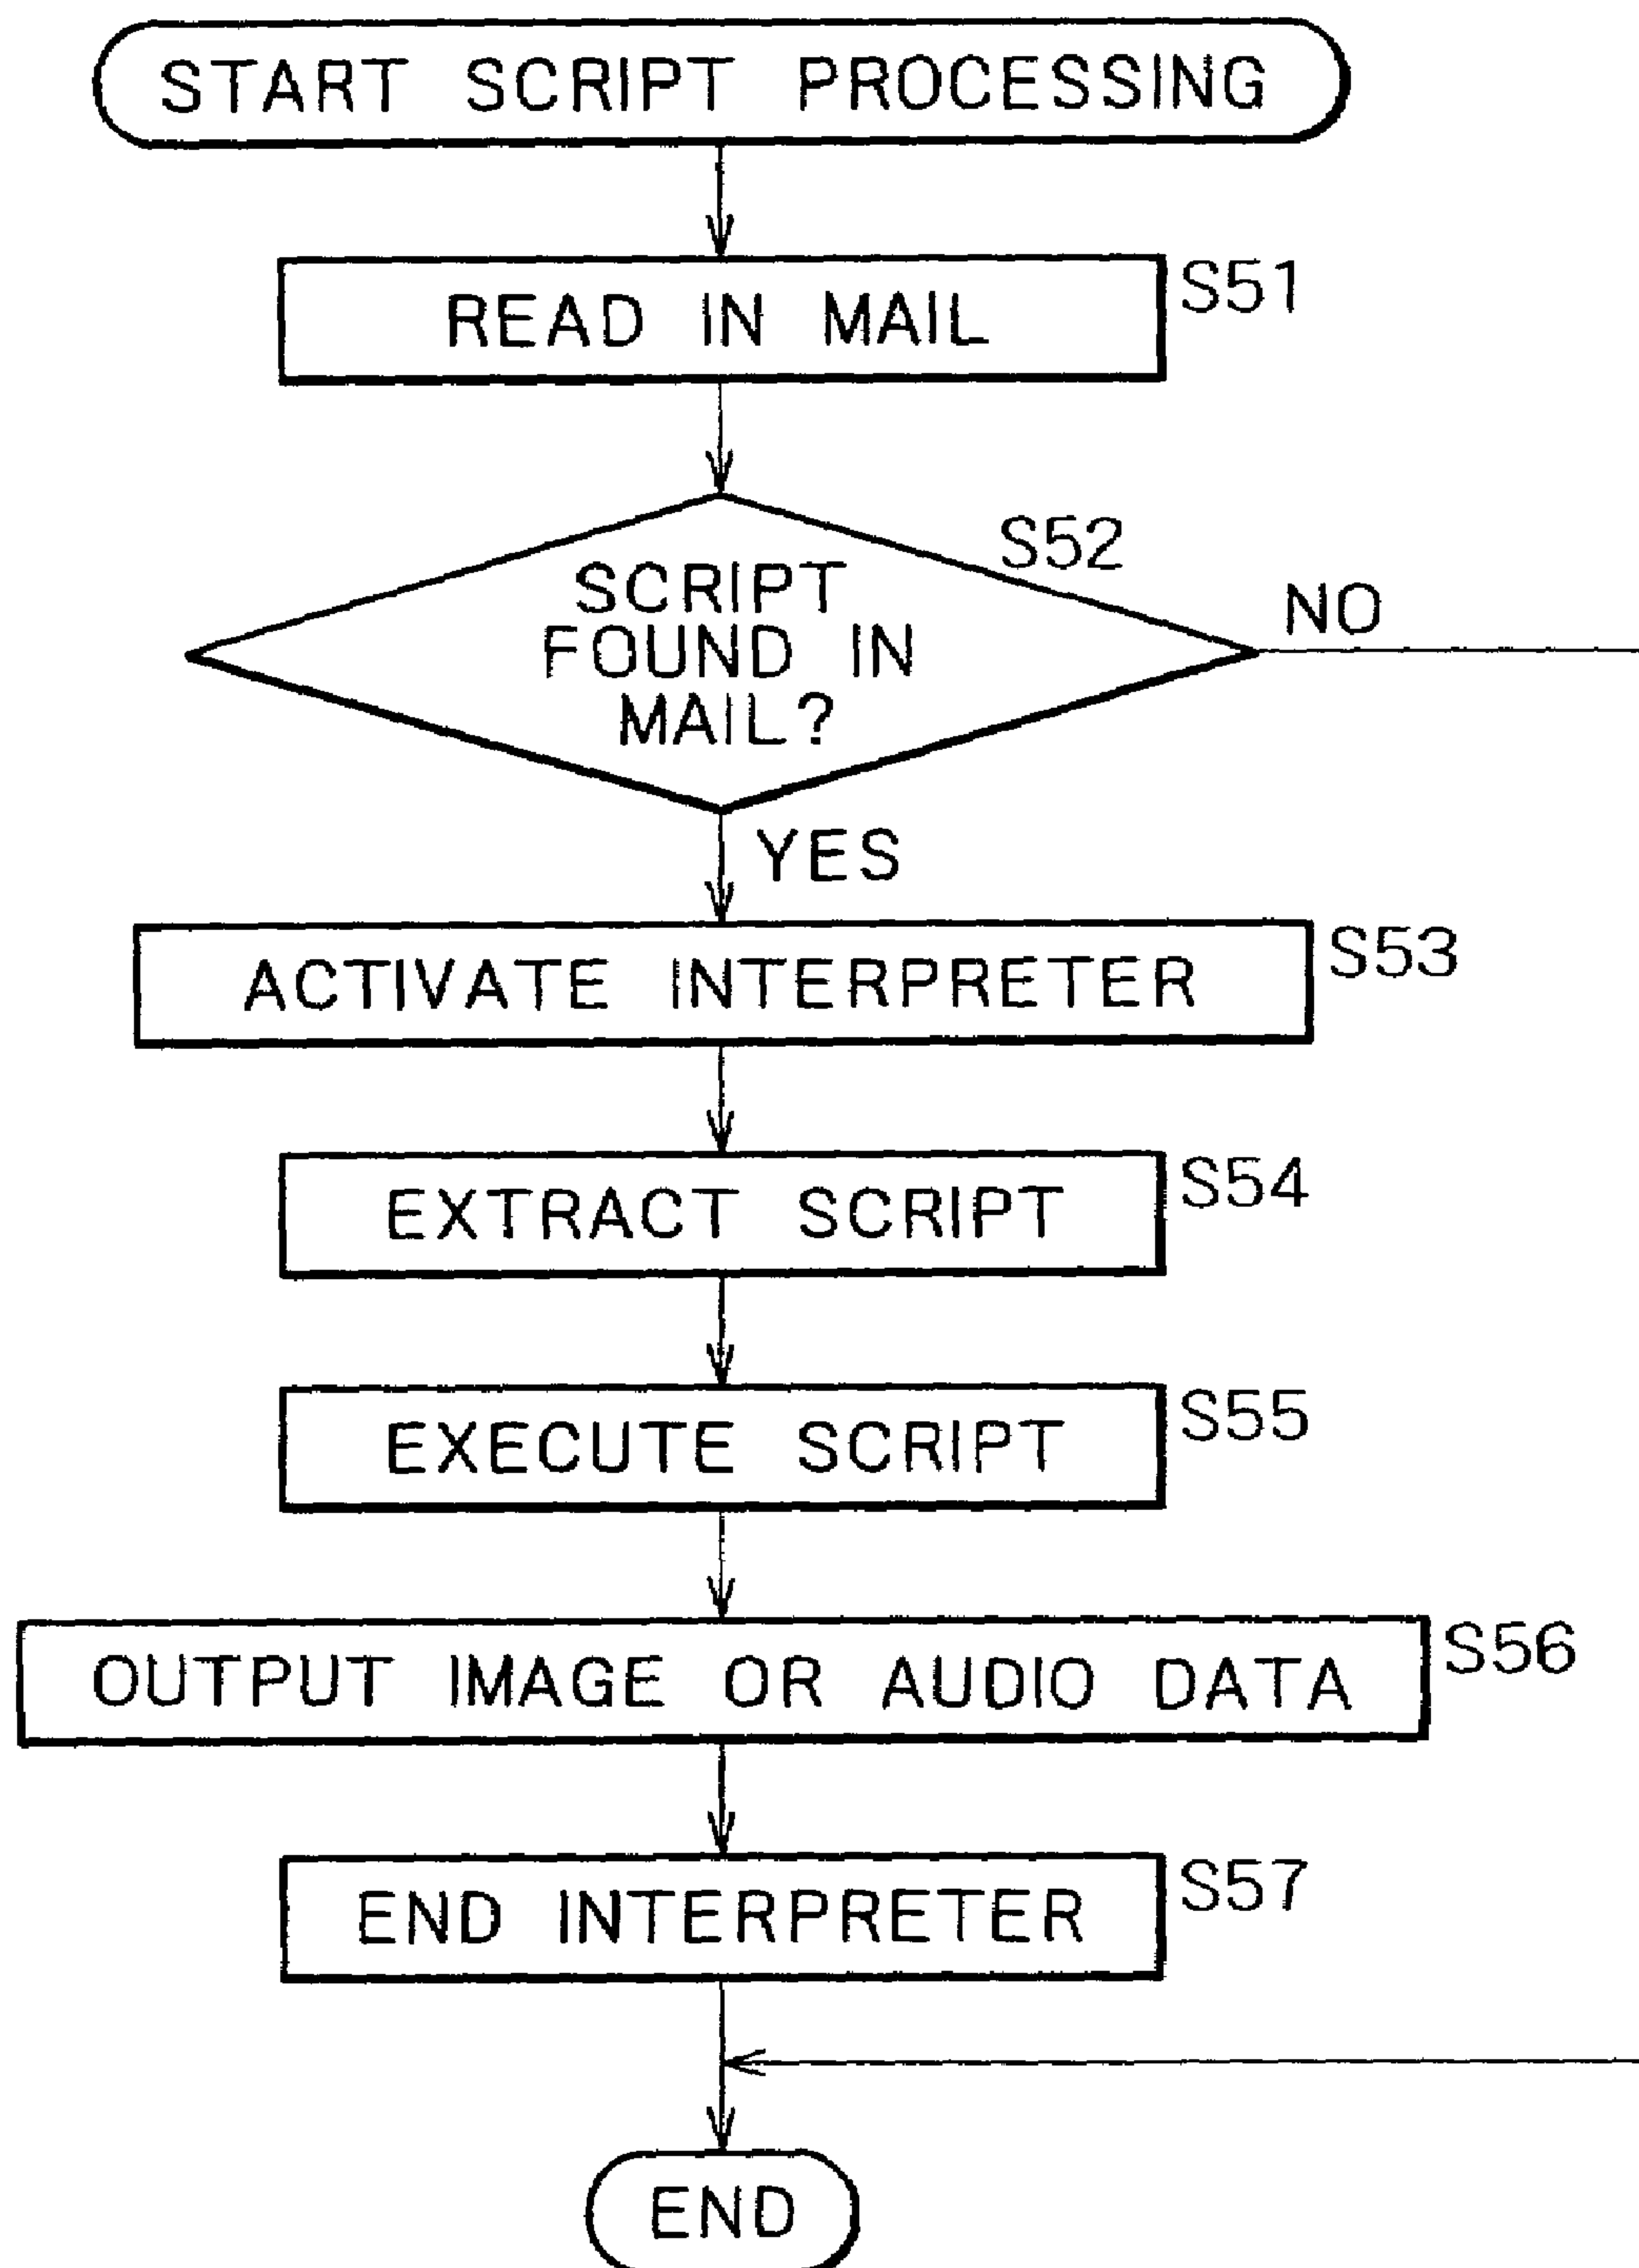 START SCRIPT PROCESSING
READ IN MAIL
S51
SCRIPT
FOUND IN
MAIL?
S52
NO
YES
ACTIVATE INTERPRETER
S53
EXTRACT SCRIPT
S54
EXECUTE SCRIPT
S55
OUTPUT IMAGE OR AUDIO DATA
S56
END INTERPRETER
S57
END